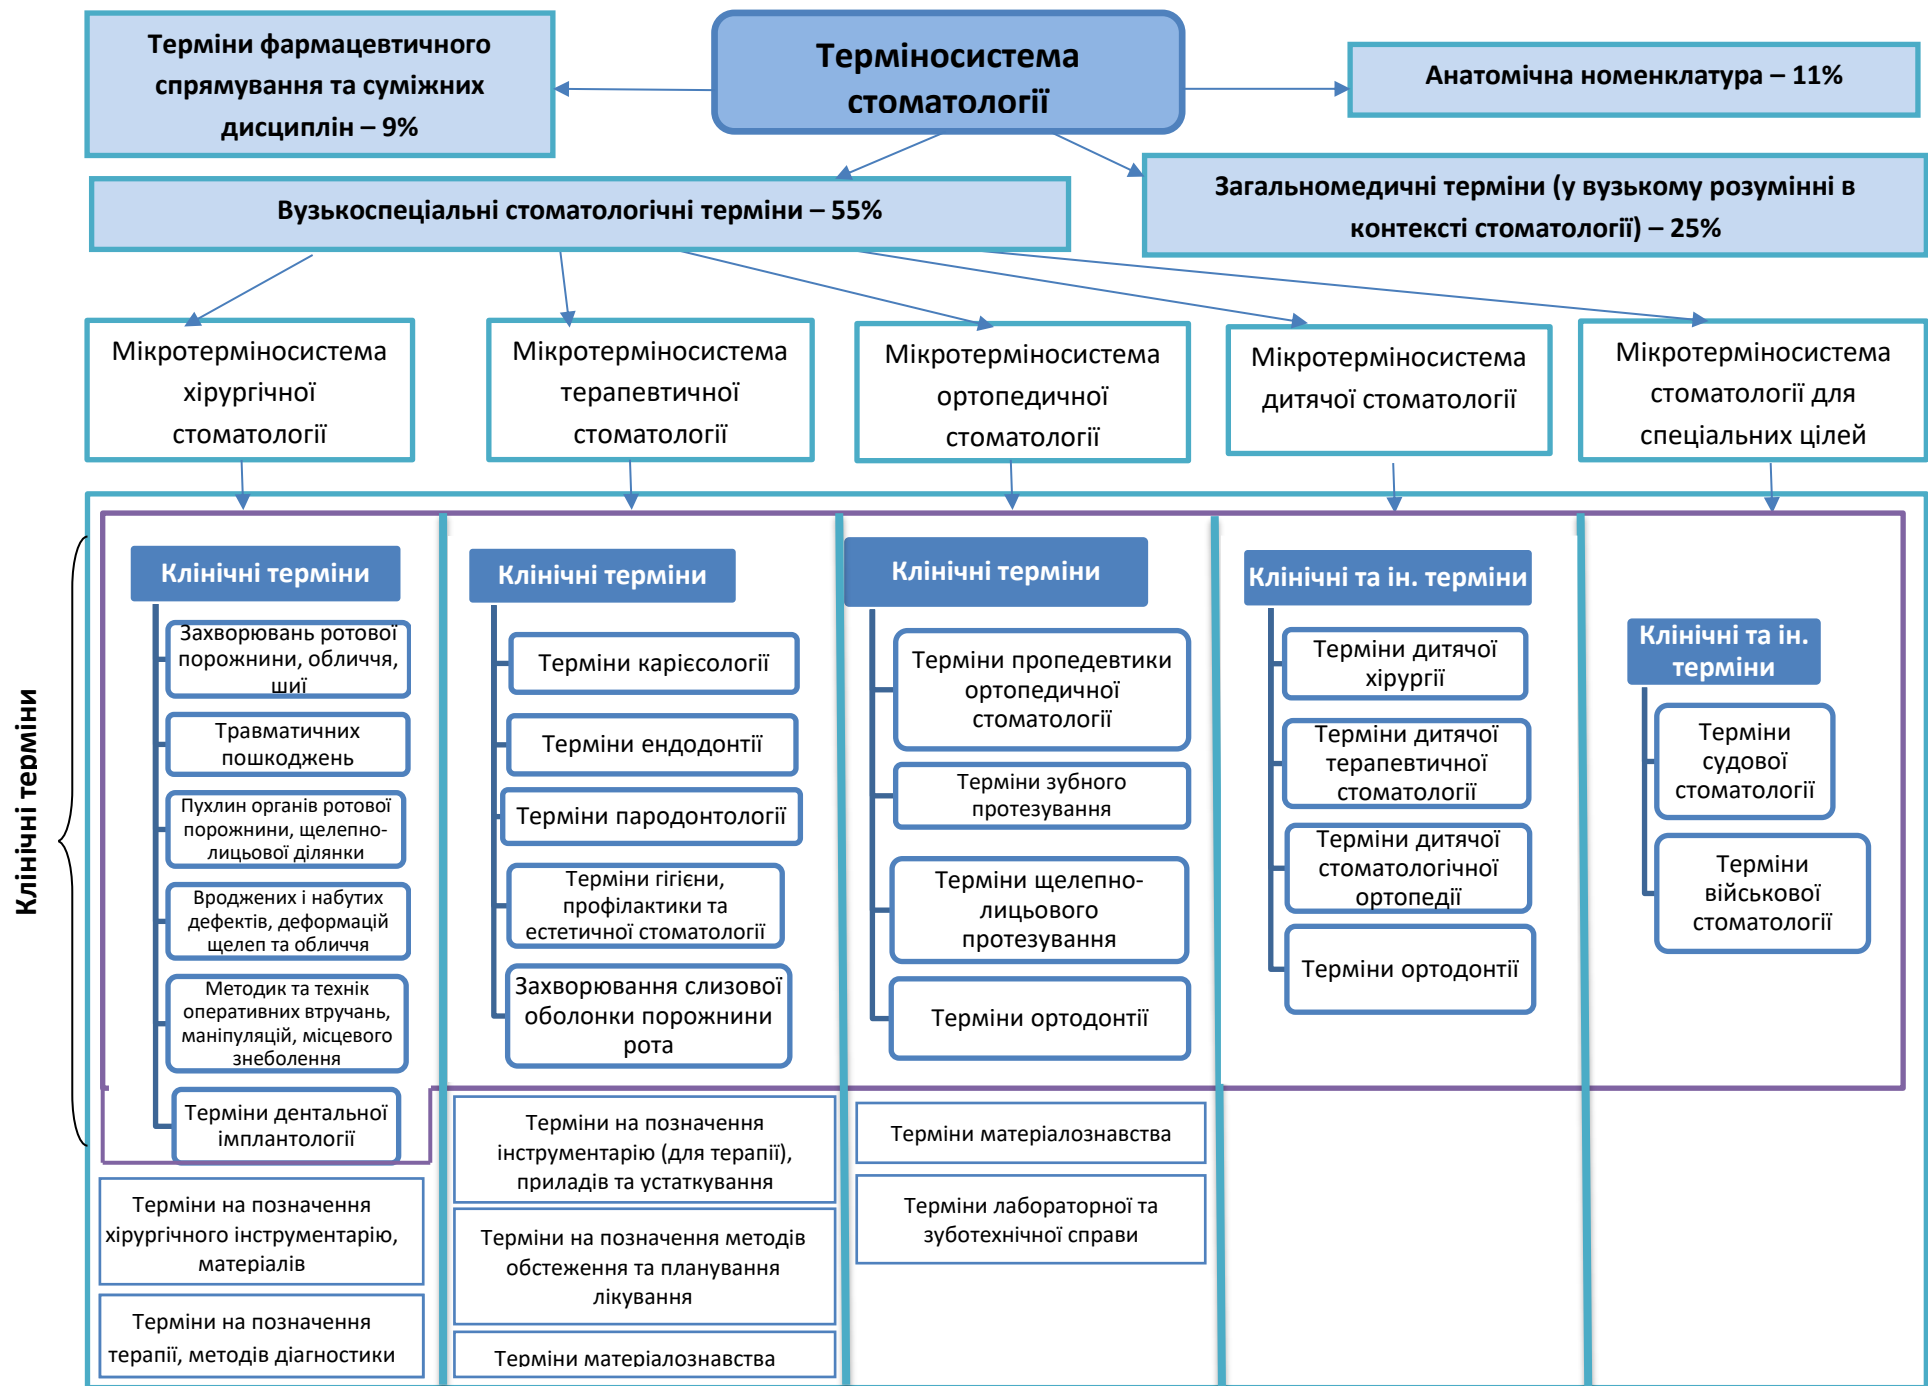 Терміни фармацевтичного
спрямування та суміжних
дисциплін – 9%
Терміносистема
стоматології
Анатомічна номенклатура – 11%
Вузькоспеціальні стоматологічні терміни – 55%
Загальномедичні терміни (у вузькому розумінні в
контексті стоматології) – 25%
Мікротерміносистема
хірургічної
стоматології
Мікротерміносистема
терапевтичної
стоматології
Мікротерміносистема
ортопедичної
стоматології
Мікротерміносистема
дитячої стоматології
Мікротерміносистема
стоматології для
спеціальних цілей
Клінічні терміни
Клінічні терміни
Захворювань ротової
порожнини, обличчя,
шиї
Травматичних
пошкоджень
Пухлин органів ротової
порожнини, щелепно-
лицьової ділянки
Вроджених і набутих
дефектів, деформацій
щелеп та обличчя
Методик та технік
оперативних втручань,
маніпуляцій, місцевого
знеболення
Терміни дентальної
імплантології
Терміни на позначення
хірургічного інструментарію,
матеріалів
Терміни на позначення
терапії, методів діагностики
Клінічні терміни
Терміни карієсології
Терміни ендодонтії
Терміни пародонтології
Терміни гігієни,
профілактики та
естетичної стоматології
Захворювання слизової
оболонки порожнини
рота
Терміни на позначення
інструментарію (для терапії),
приладів та устаткування
Терміни на позначення методів
обстеження та планування
лікування
Терміни матеріалознавства
Клінічні терміни
Терміни пропедевтики
ортопедичної
стоматології
Терміни зубного
протезування
Терміни щелепно-
лицьового
протезування
Терміни ортодонтії
Терміни матеріалознавства
Терміни лабораторної та
зуботехнічної справи
Клінічні та ін. терміни
Терміни дитячої
хірургії
Терміни дитячої
терапевтичної
стоматології
Терміни дитячої
стоматологічної
ортопедії
Терміни ортодонтії
Клінічні та ін.
терміни
Терміни
судової
стоматології
Терміни
військової
стоматології